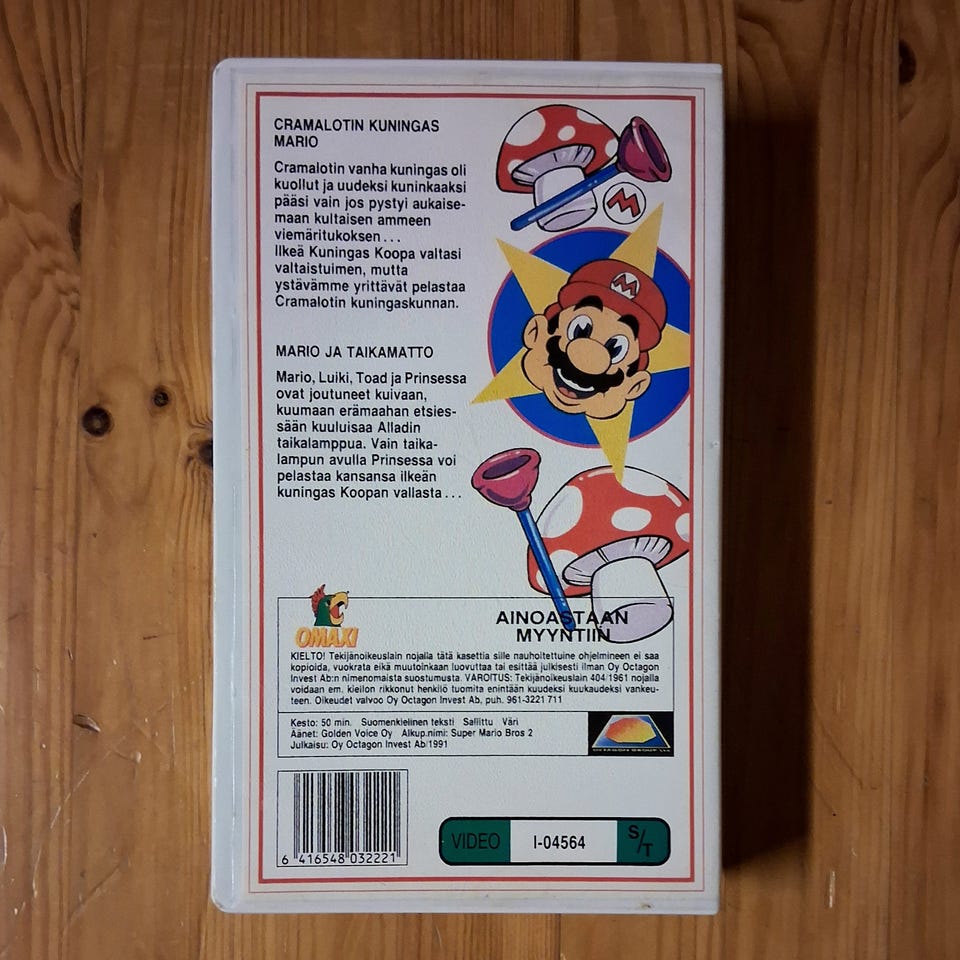 CRAMALOTIN KUNINGAS
MARIO
Cramalotin vanha kuningas oli
kuollut ja uudeksi kuninkaaksi
pääsi vain jos pystyi aukaise-
maan kultaisen ammeen
viemäritukoksen...
Ilkeä Kuningas Koopa valtasi
valtaistuimen, mutta
ystävämme yrittävät pelastaa
Cramalotin kuningaskunnan.
M
M
MARIO JA TAIKAMATTO
Mario, Luiki, Toad ja Prinsessa
ovat joutuneet kuivaan,
kuumaan erämaahan etsies-
sään kuuluisaa Alladin
taikalamppua. Vain taika-
lampun avulla Prinsessa voi
pelastaa kansansa ilkeän
kuningas Koopan vallasta...
OMAXI
AINOASTAAN
MYYNTIIN
KIELTO! Tekijänoikeuslain nojalla tätä kasettia sille nauhoitettuine ohjelmineen ei saa
kopioida, vuokrata eikä muutoinkaan luovuttaa tai esittää julkisesti ilman Oy Octagon
Invest Ab:n nimenomaista suostumusta. VAROITUS: Tekijänoikeuslain 404/1961 nojalla
voidaan em. kieilon rikkonut henkilö tuomita enintään kuudeksi kuukaudeksi vankeu-
teen. Oikeudet valvoo Oy Octagon Invest Ab, puh. 961-3221 711
Kesto: 50 min. Suomenkielinen teksti Sallittu Väri
Äänet: Golden Voice Oy Alkup.nimi: Super Mario Bros 2
Julkaisu: Oy Octagon Invest Ab/1991
OCTAGON GROUP LTD
6 416548 032221
VIDEO I-04564 S/T